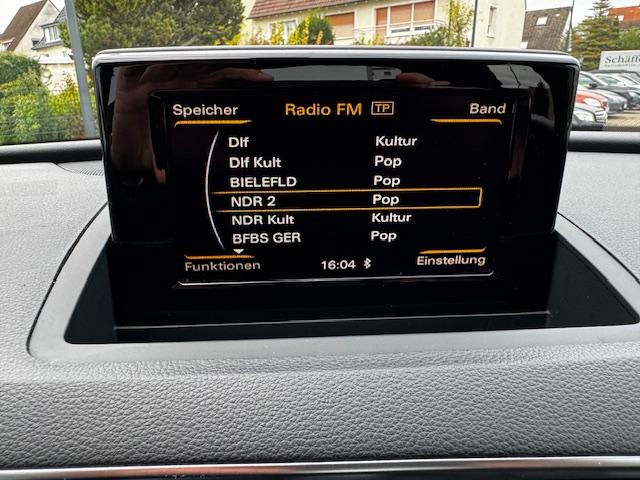 Schäffe
Speicher Radio FM TP Band
Dlf Kultur
Dlf Kult Pop
BIELEFLD Pop
NDR 2 Pop
NDR Kult Kultur
BFBS GER Pop
Funktionen 16:04 Einstellung